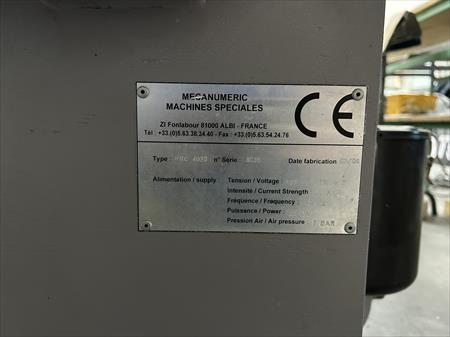 MECANUMERIC
MACHINES SPECIALES
ZI Fonlabour 81000 ALBI - FRANCE
Tél : +33.(0)5.63.38.34.40 - Fax : +33.(0)5.63.54.24.76
CE
Type : n° Série : Date fabrication
Alimentation / supply : Tension / Voltage :
Intensité / Current Strength :
Fréquence / Frequency :
Puissance / Power :
Pression Air / Air pressure : BAR